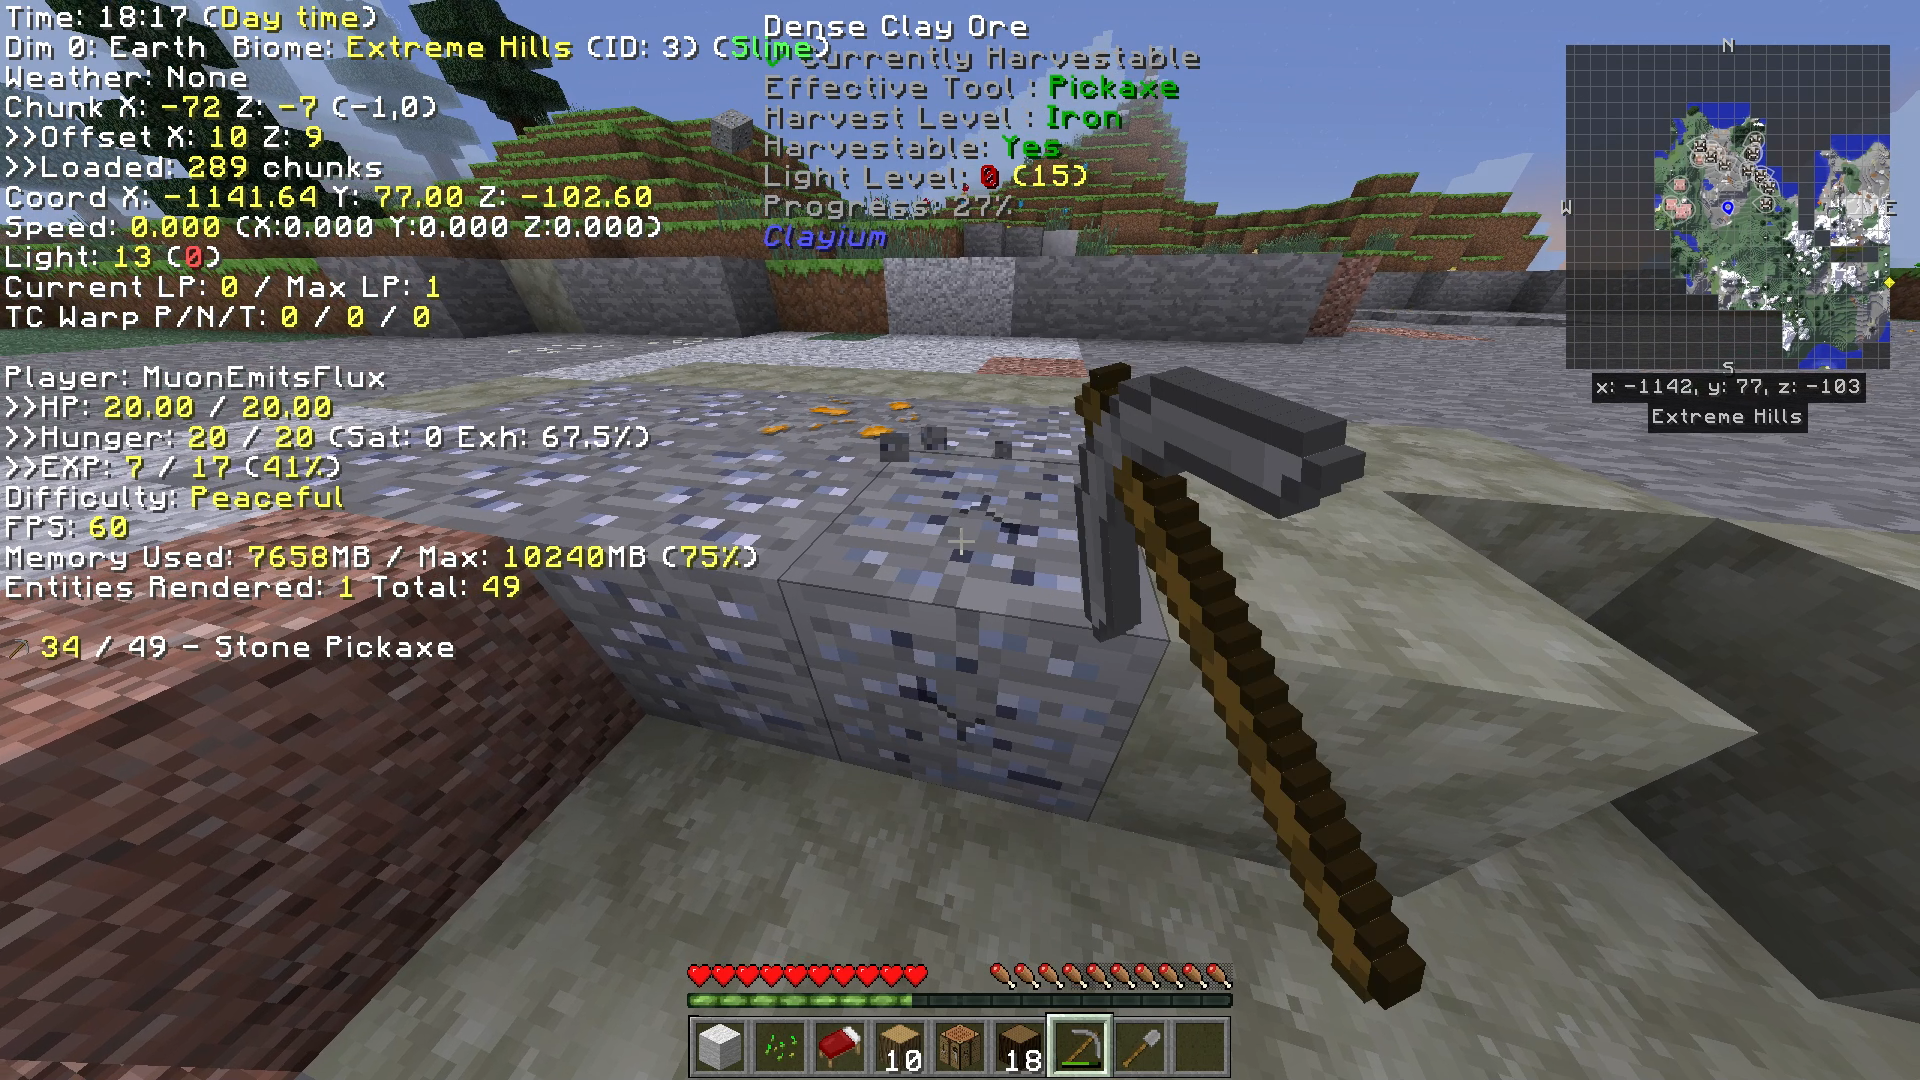 Time: 18:17 (Day time)
Dim 0: Earth Biome: Extreme Hills (ID: 3) (Slime)
Weather: None
Chunk X: -72 Z: -7 (-1,0)
>>Offset X: 10 Z: 9
>>Loaded: 289 chunks
Coord X: -1141.64 Y: 77.00 Z: -102.60
Speed: 0.000 (X:0.000 Y:0.000 Z:0.000)
Light: 13 (0)
Current LP: 0 / Max LP: 1
TC Warp P/N/T: 0 / 0 / 0
Player: MuonEmitsFlux
>>HP: 20.00 / 20.00
>>Hunger: 20 / 20 (Sat: 0 Exh: 67.5%)
>>EXP: 7 / 17 (41%)
Difficulty: Peaceful
FPS: 60
Memory Used: 7658MB / Max: 10240MB (75%)
Entities Rendered: 1 Total: 49
34 / 49 - Stone Pickaxe
Dense Clay Ore
✔ Currently Harvestable
Effective Tool : Pickaxe
Harvest Level : Iron
Harvestable: Yes
Light Level: 0 (15)
Progress: 27%
Clayium
N
W
E
S
x: -1142, y: 77, z: -103
Extreme Hills
10
18